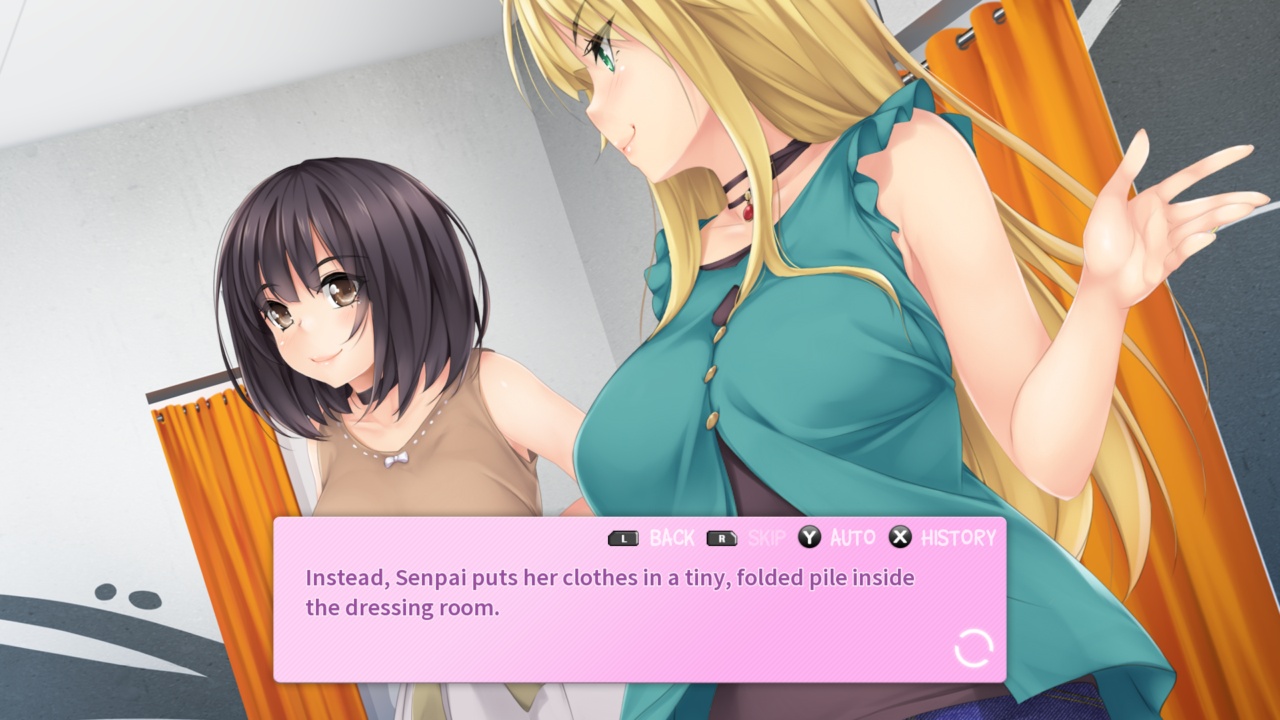 L BACK R SKIP Y AUTO X HISTORY
Instead, Senpai puts her clothes in a tiny, folded pile inside
the dressing room.